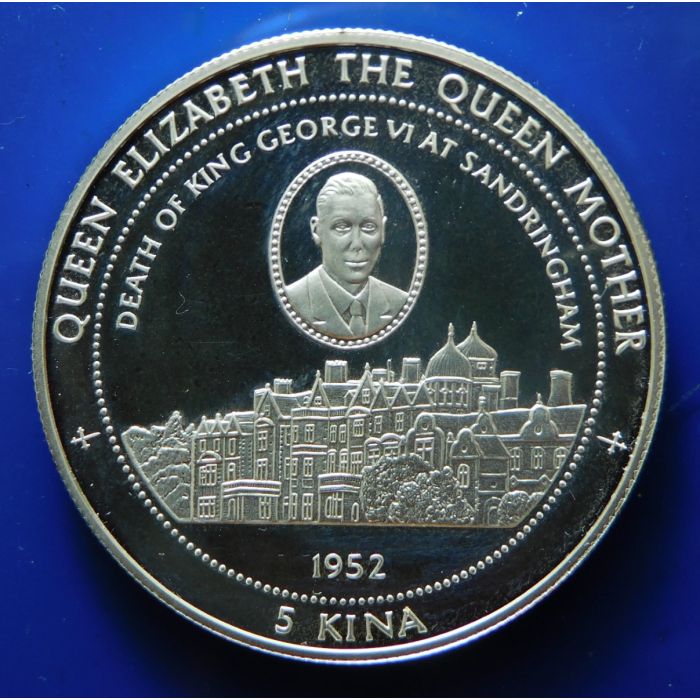 QUEEN ELIZABETH THE QUEEN MOTHER
DEATH OF KING GEORGE VI AT SANDRINGHAM
1952
5 KINA